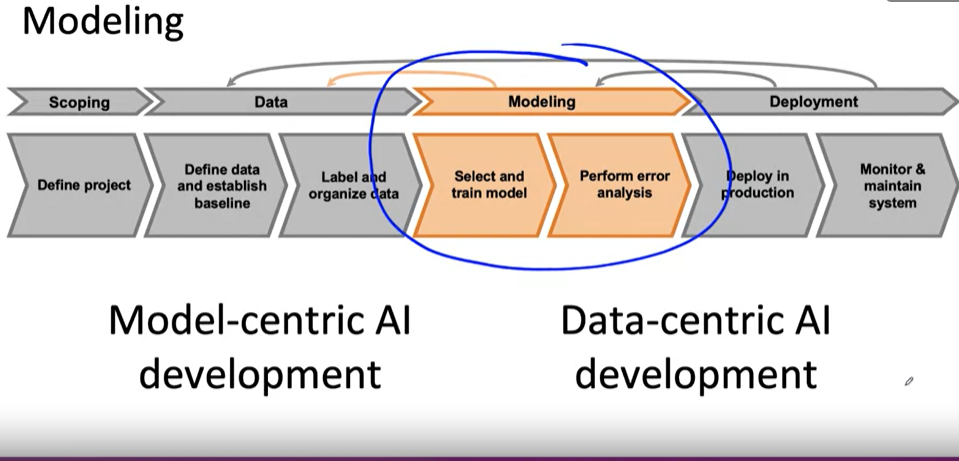 Modeling
Scoping
Data
Modeling
Deployment
Define project
Define data
and establish
baseline
Label and
organize data
Select and
train model
Perform error
analysis
Deploy in
production
Monitor &
maintain
system
Model-centric AI
development
Data-centric AI
development